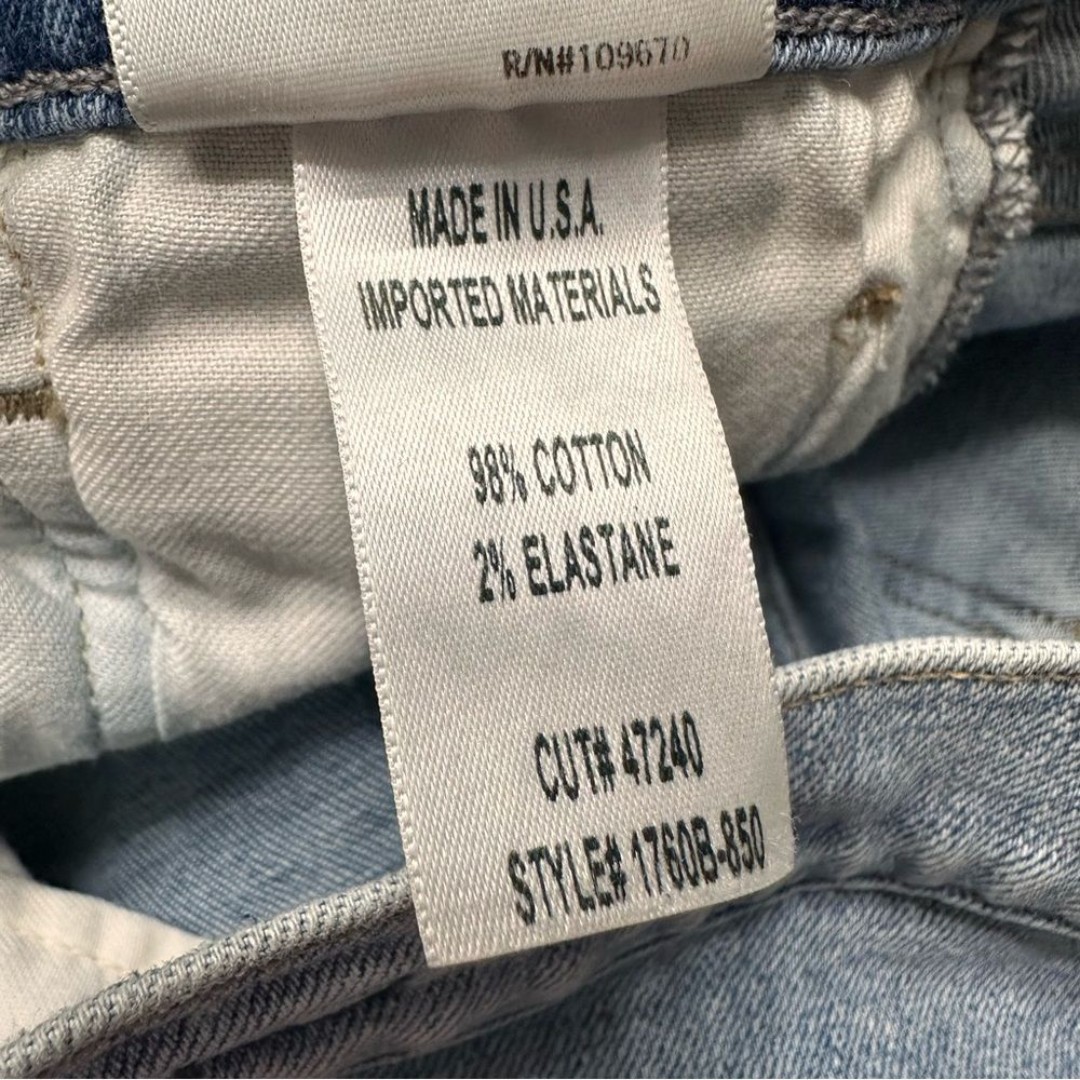 R/N#109670
MADE IN U.S.A.
IMPORTED MATERIALS
98% COTTON
2% ELASTANE
CUT# 47240
STYLE# 1760B-850